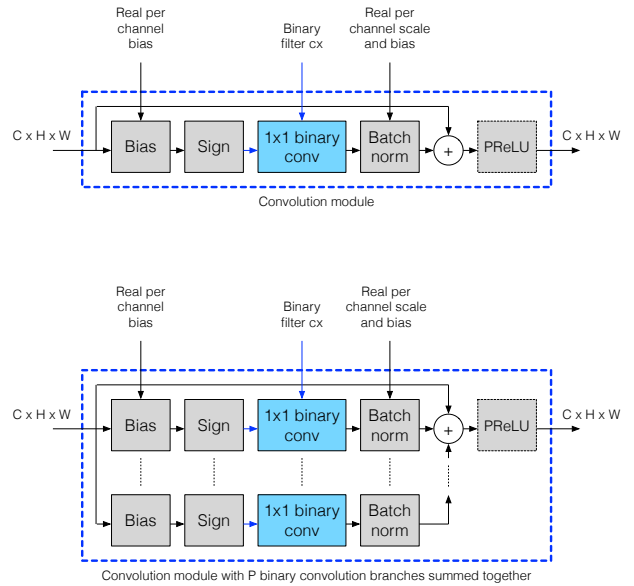 Real per
channel
bias
Binary
filter cx
Real per
channel scale
and bias
C x H x W
Bias
Sign
1x1 binary
conv
Batch
norm
+
PReLU
C x H x W
Convolution module
Real per
channel
bias
Binary
filter cx
Real per
channel scale
and bias
C x H x W
Bias
Sign
1x1 binary
conv
Batch
norm
+
PReLU
C x H x W
Bias
Sign
1x1 binary
conv
Batch
norm
Convolution module with P binary convolution branches summed together